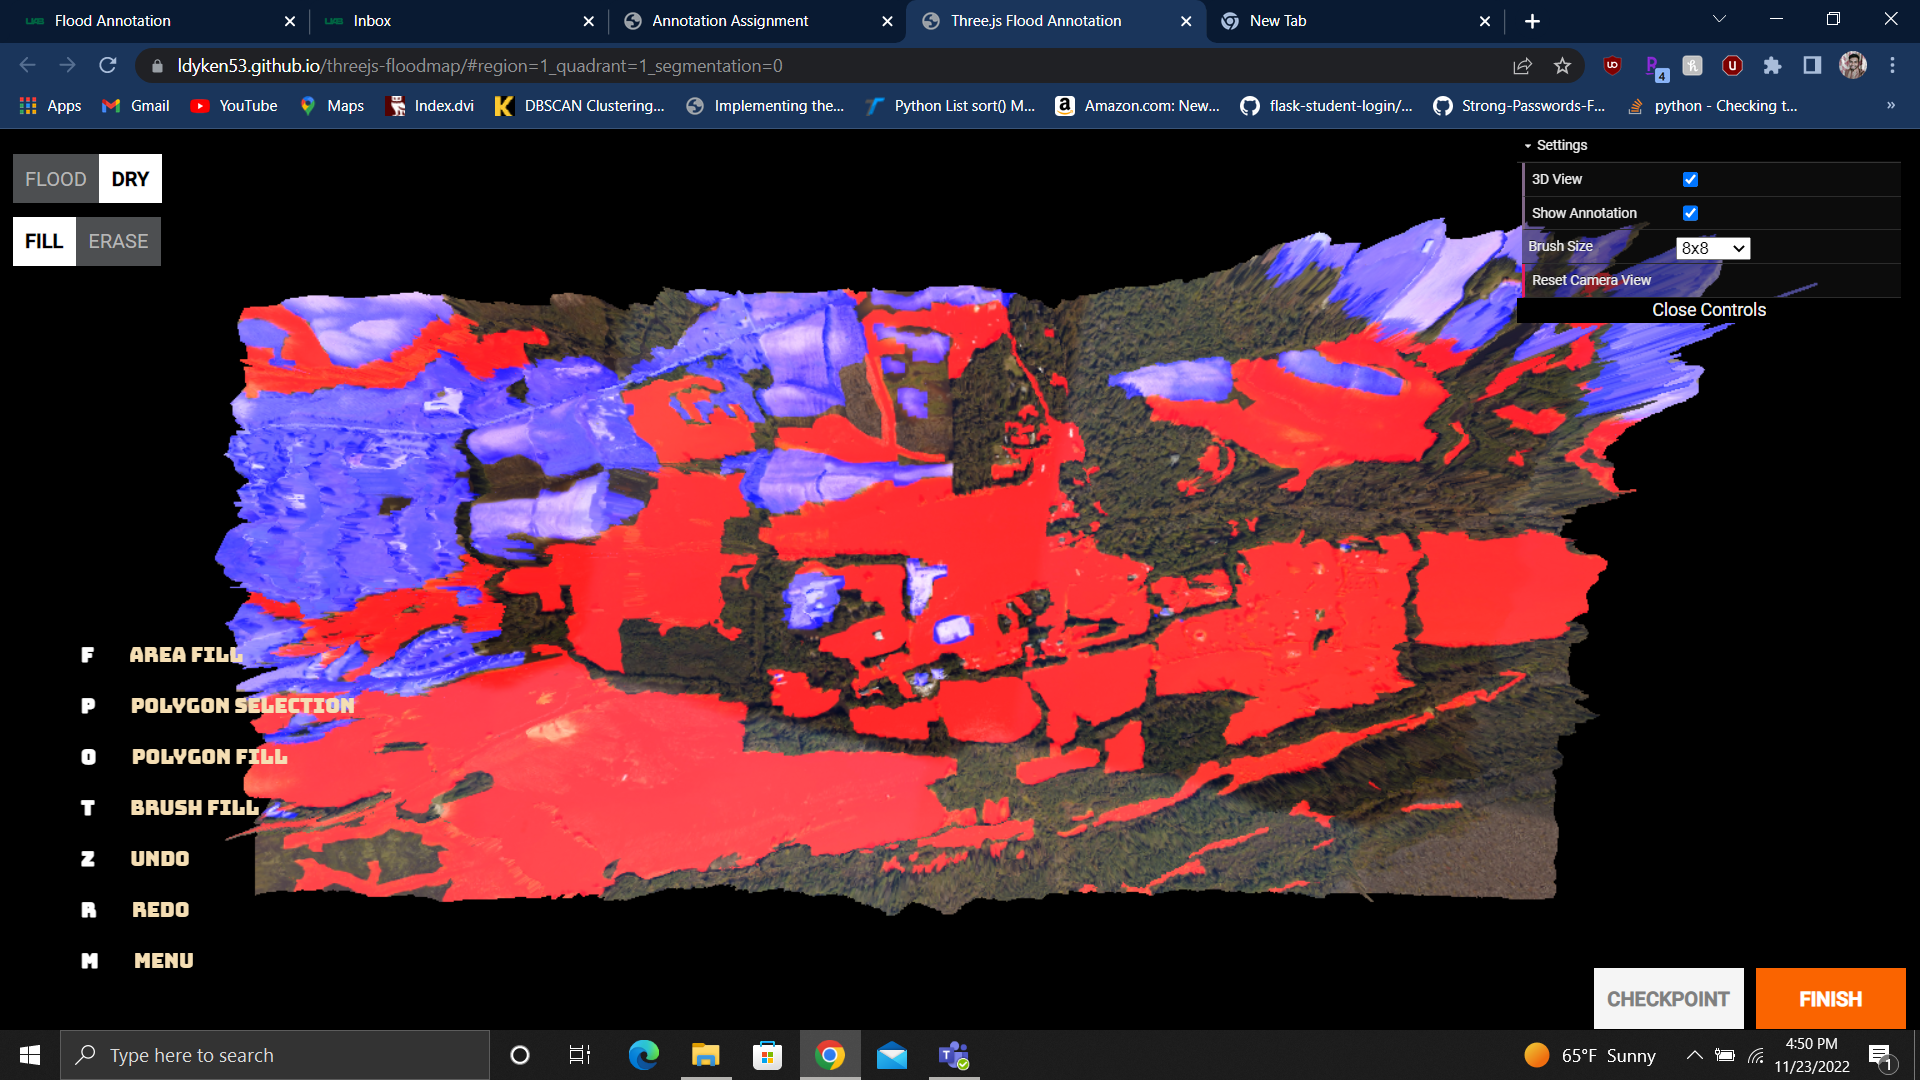 Flood Annotation
Inbox
Annotation Assignment
Three.js Flood Annotation
New Tab
ldyken53.github.io/threejs-floodmap/#region=1_quadrant=1_segmentation=0
4
Apps
Gmail
YouTube
Maps
Index.dvi
DBSCAN Clustering...
Implementing the...
Python List sort() M...
Amazon.com: New...
flask-student-login/...
Strong-Passwords-F...
python - Checking t...
»
FLOOD DRY
FILL ERASE
Settings
3D View
Show Annotation
Brush Size 8x8
Reset Camera View
Close Controls
F AREA FILL
P POLYGON SELECTION
O POLYGON FILL
T BRUSH FILL
Z UNDO
R REDO
M MENU
CHECKPOINT FINISH
Type here to search
65°F Sunny
4:50 PM
11/23/2022
1